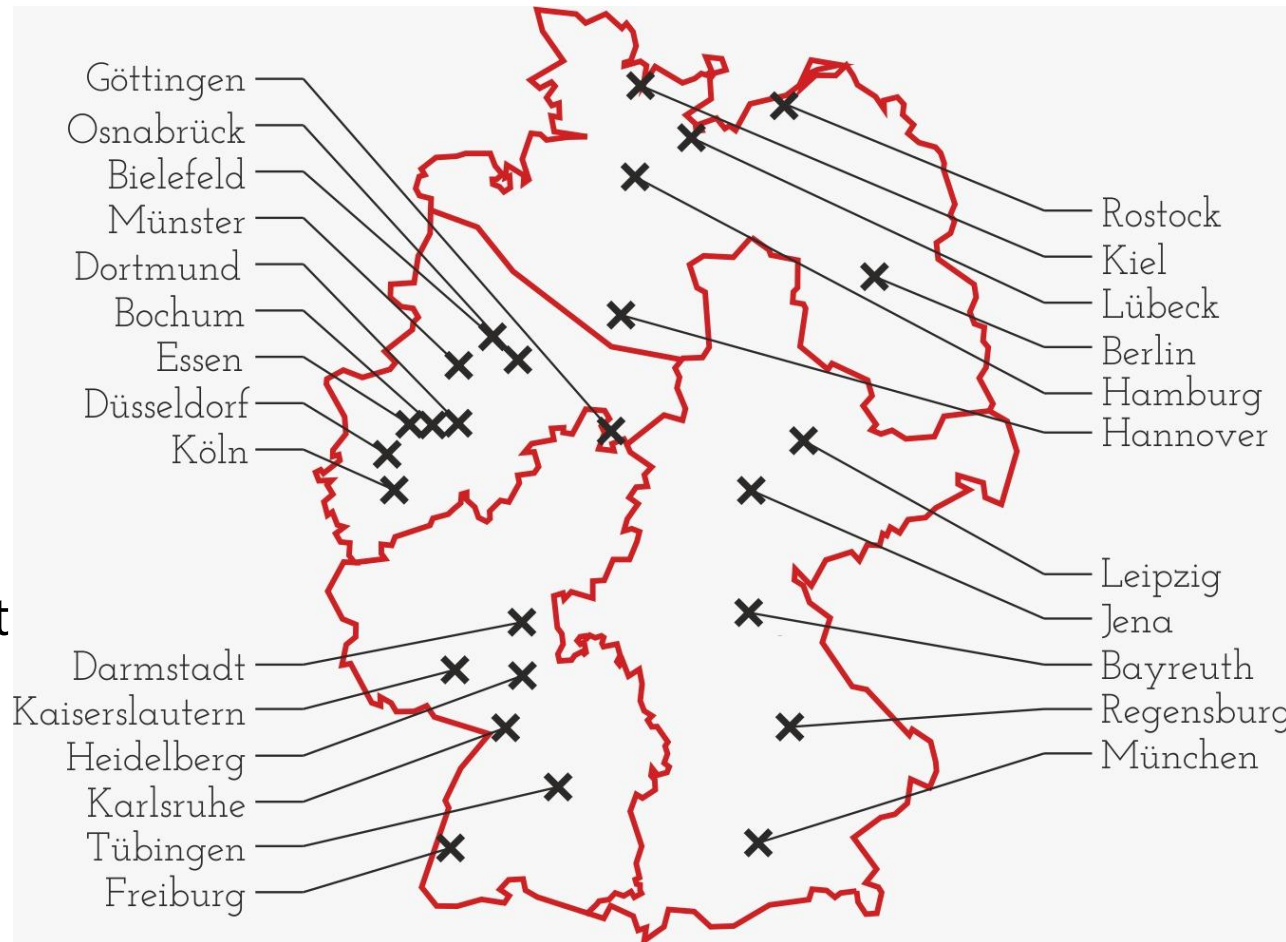 Göttingen
Osnabrück
Bielefeld
Münster
Dortmund
Bochum
Essen
Düsseldorf
Köln
t
Darmstadt
Kaiserslautern
Heidelberg
Karlsruhe
Tübingen
Freiburg
Rostock
Kiel
Lübeck
Berlin
Hamburg
Hannover
Leipzig
Jena
Bayreuth
Regensburg
München